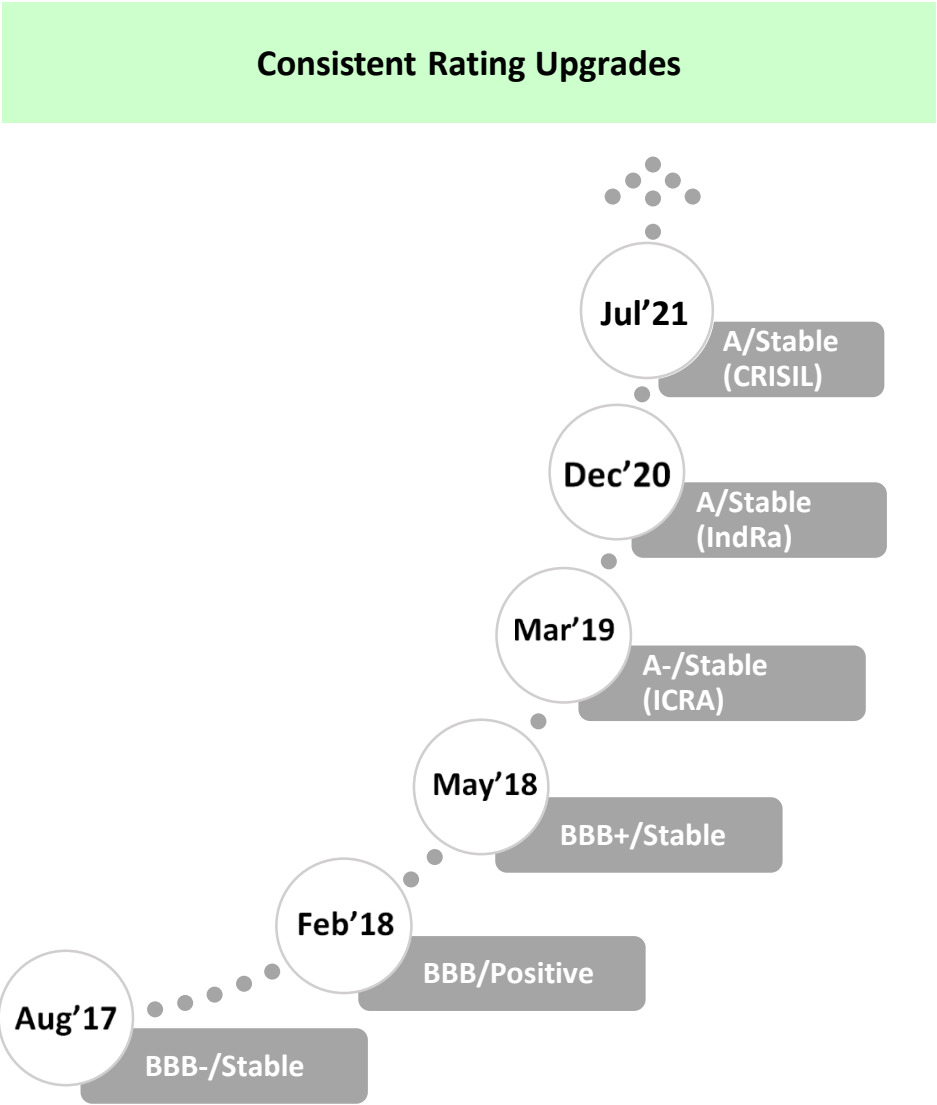 Consistent Rating Upgrades
Jul’21
A/Stable
(CRISIL)
Dec’20
A/Stable
(IndRa)
Mar’19
A-/Stable
(ICRA)
May’18
BBB+/Stable
Feb’18
BBB/Positive
Aug’17
BBB-/Stable